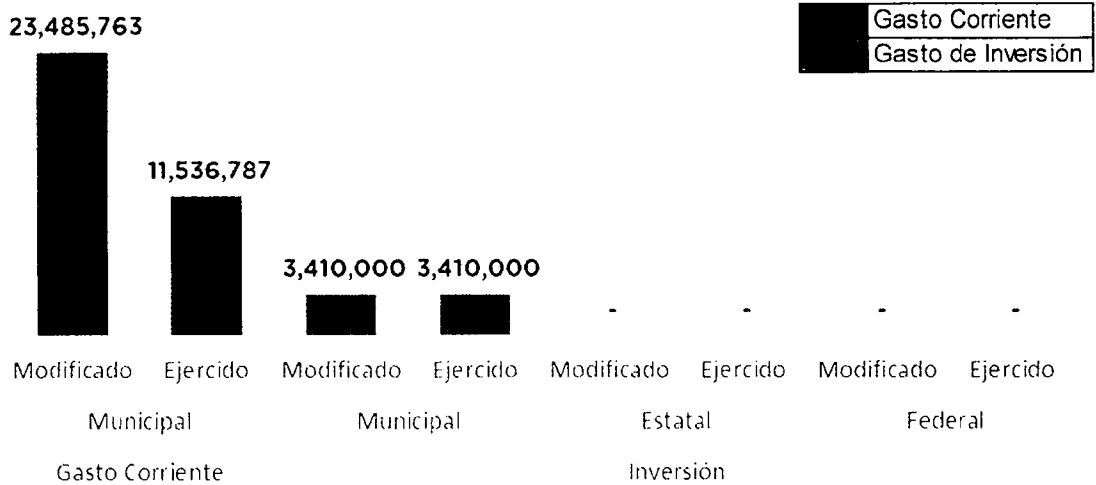 23,485,763
Gasto Corriente
Gasto de Inversión
11,536,787
3,410,000 3,410,000
- - - -
Modificado Ejercido Modificado Ejercido Modificado Ejercido Modificado Ejercido
Municipal Municipal Estatal Federal
Gasto Corriente Inversión